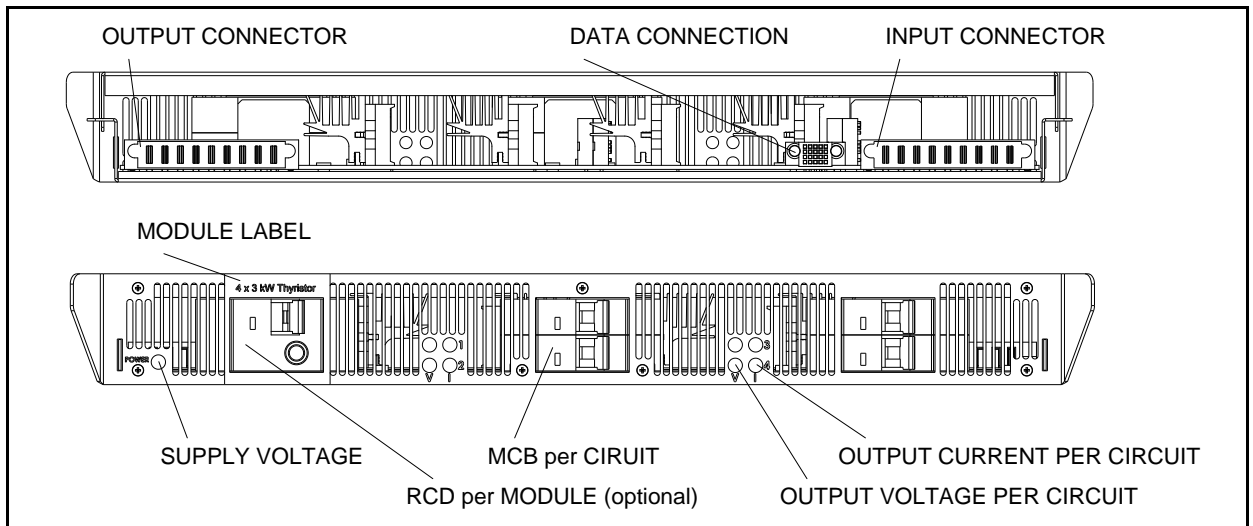 OUTPUT CONNECTOR
DATA CONNECTION
INPUT CONNECTOR
MODULE LABEL
4 x 3 kW Thyristor
1
3
POWER
2
4
V
I
V
I
SUPPLY VOLTAGE
MCB per CIRUIT
OUTPUT CURRENT PER CIRCUIT
RCD per MODULE (optional)
OUTPUT VOLTAGE PER CIRCUIT